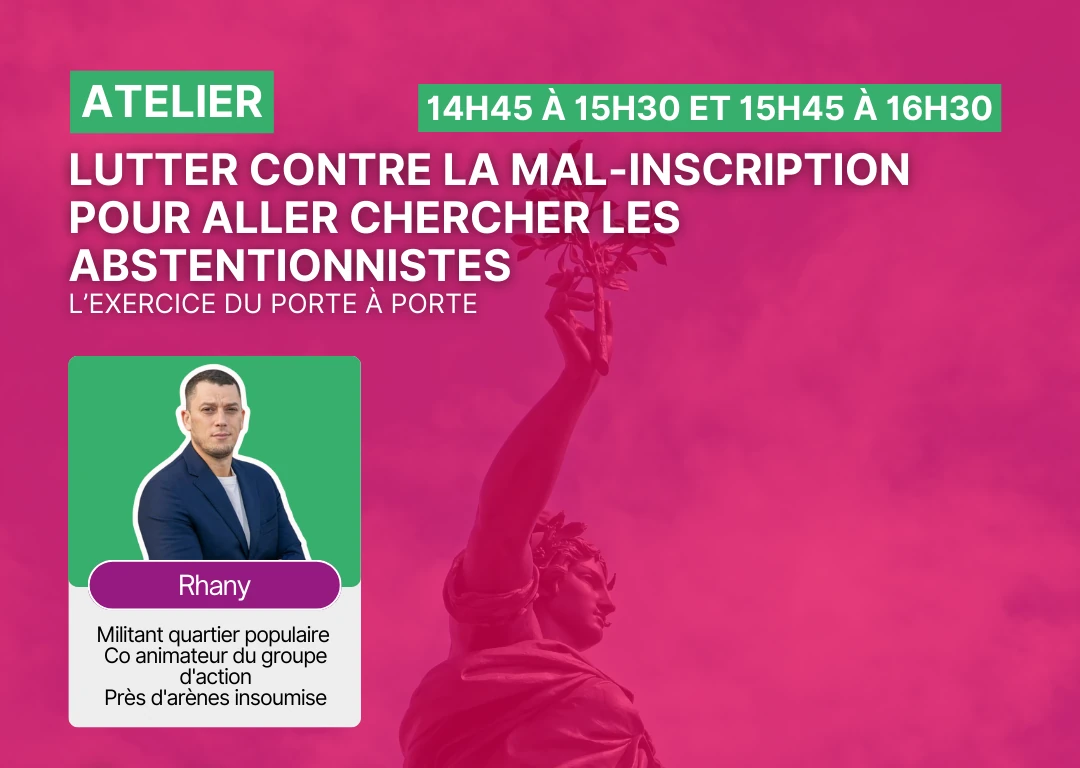 ATELIER
14H45 À 15H30 ET 15H45 À 16H30
LUTTER CONTRE LA MAL-INSCRIPTION
POUR ALLER CHERCHER LES
ABSTENTIONNISTES
L'EXERCICE DU PORTE À PORTE
Rhany
Militant quartier populaire
Co animateur du groupe
d'action
Près d'arènes insoumise